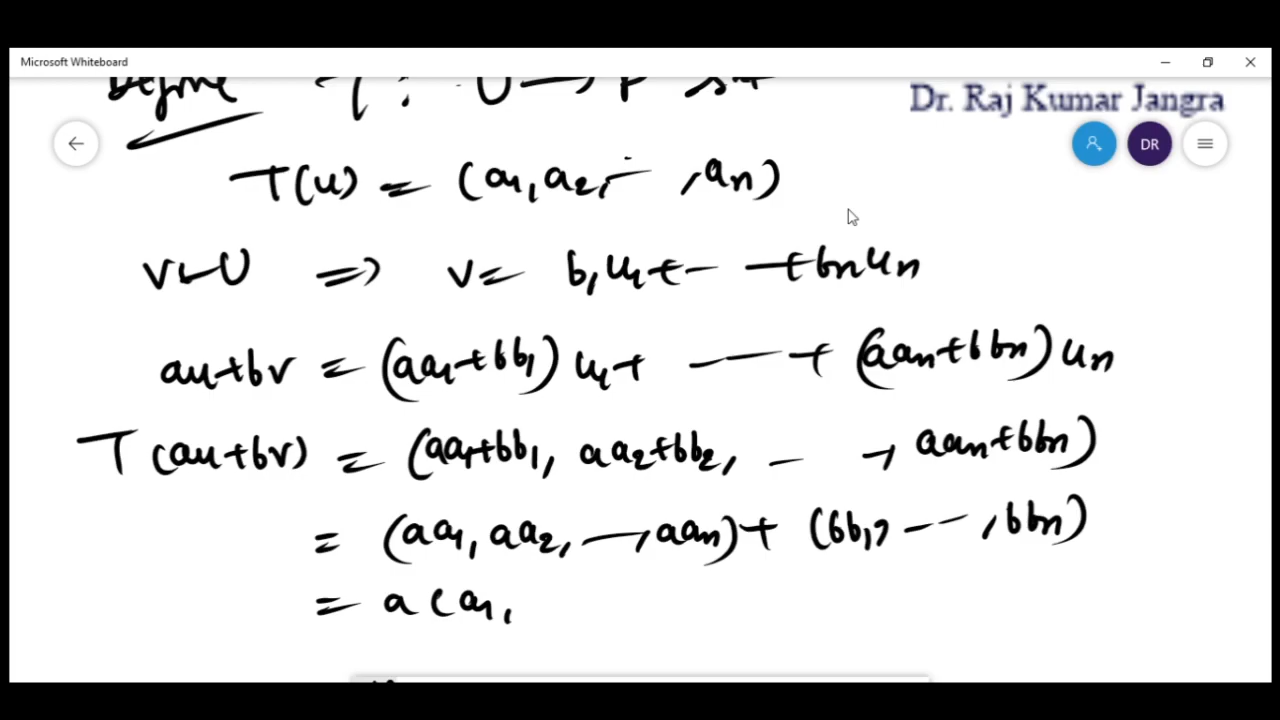 Microsoft Whiteboard
Define T : U → F s.t
Dr. Raj Kumar Jangra
DR
T(u) = (a1, a2, - , an)
v ∈ U ⇒ v = b1u1 + - - + bnun
au+bv = (aa1+bb1) u1 + - - + (aan+bbn) un
T (au+bv) = (aa1+bb1, aa2+bb2, - , aan+bbn)
= (aa1, aa2, -, aan) + (bb1, - -, bbn)
= a (a1,